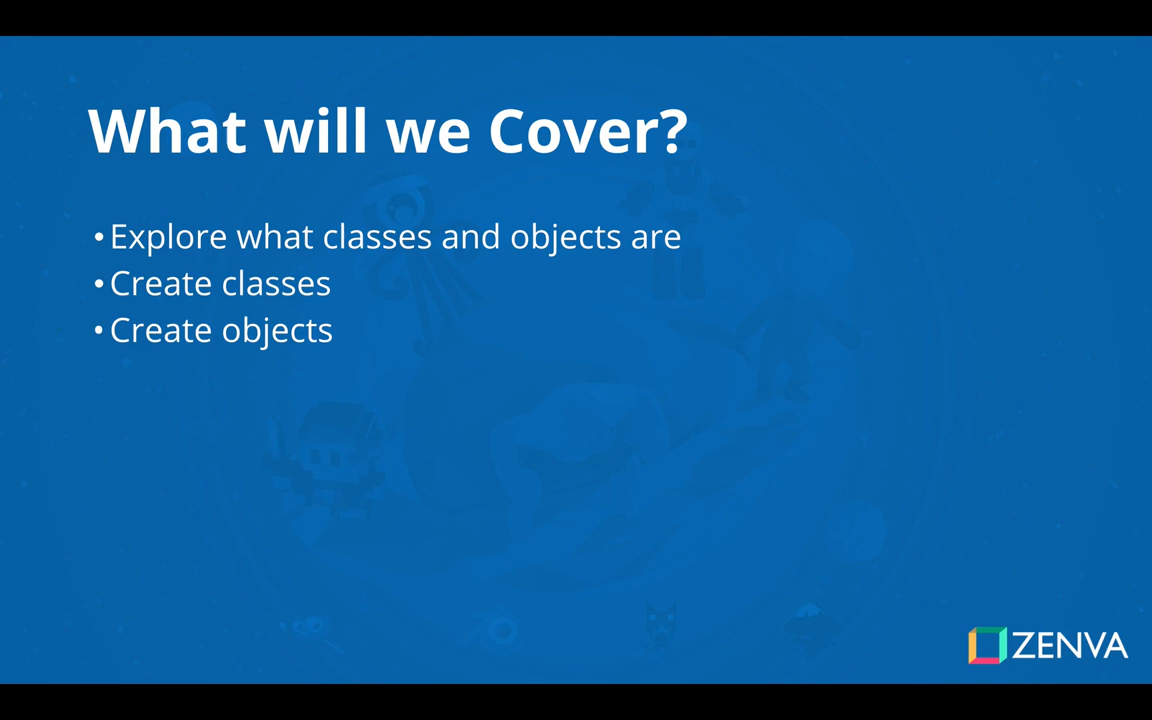 What will we Cover?
•Explore what classes and objects are
•Create classes
•Create objects
ZENVA